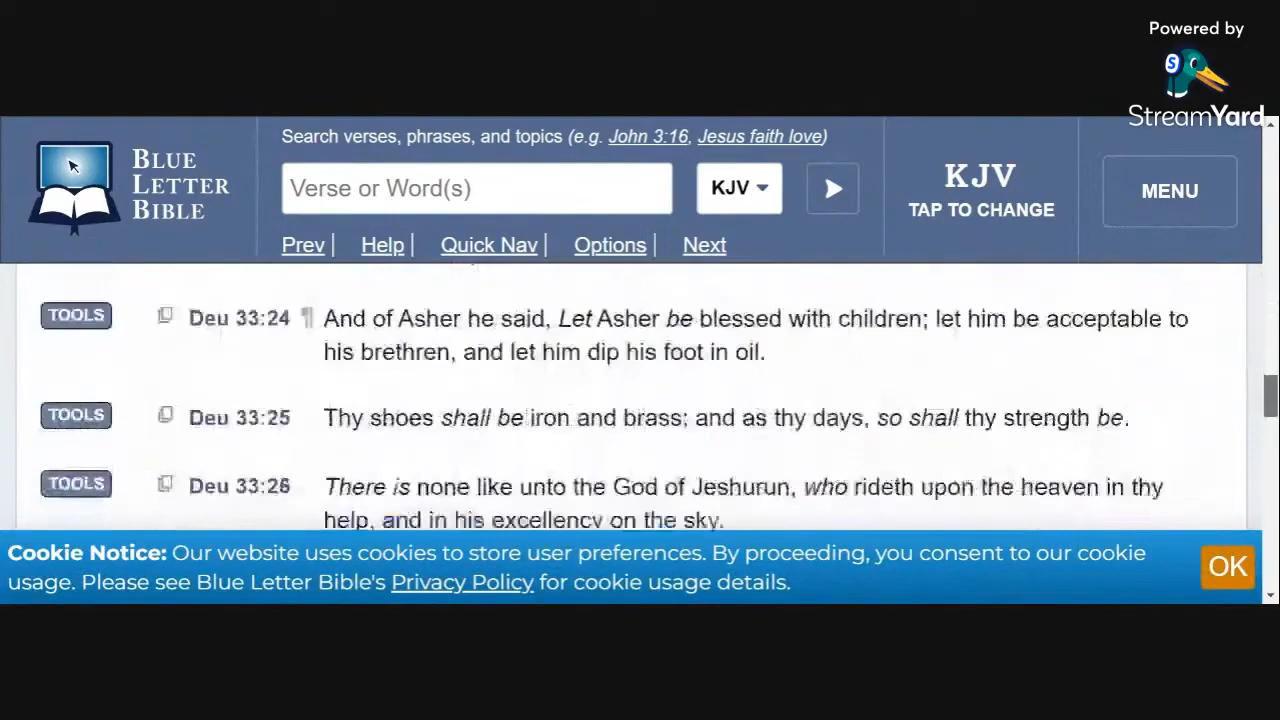 Powered by
StreamYard
Search verses, phrases, and topics (e.g. John 3:16, Jesus faith love)
BLUE
LETTER
BIBLE
Verse or Word(s)
KJV
KJV
TAP TO CHANGE
MENU
Prev | Help | Quick Nav | Options | Next
TOOLS Deu 33:24 ¶ And of Asher he said, Let Asher be blessed with children; let him be acceptable to
his brethren, and let him dip his foot in oil.
TOOLS Deu 33:25 Thy shoes shall be iron and brass; and as thy days, so shall thy strength be.
TOOLS Deu 33:26 There is none like unto the God of Jeshurun, who rideth upon the heaven in thy
help, and in his excellency on the sky.
Cookie Notice: Our website uses cookies to store user preferences. By proceeding, you consent to our cookie
usage. Please see Blue Letter Bible's Privacy Policy for cookie usage details.
OK